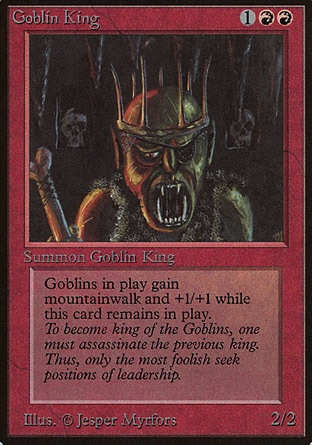 Goblin King 1
Summon Goblin King
Goblins in play gain
mountainwalk and +1/+1 while
this card remains in play.
To become king of the Goblins, one
must assassinate the previous king.
Thus, only the most foolish seek
positions of leadership.
2/2
Illus. © Jesper Myrfors